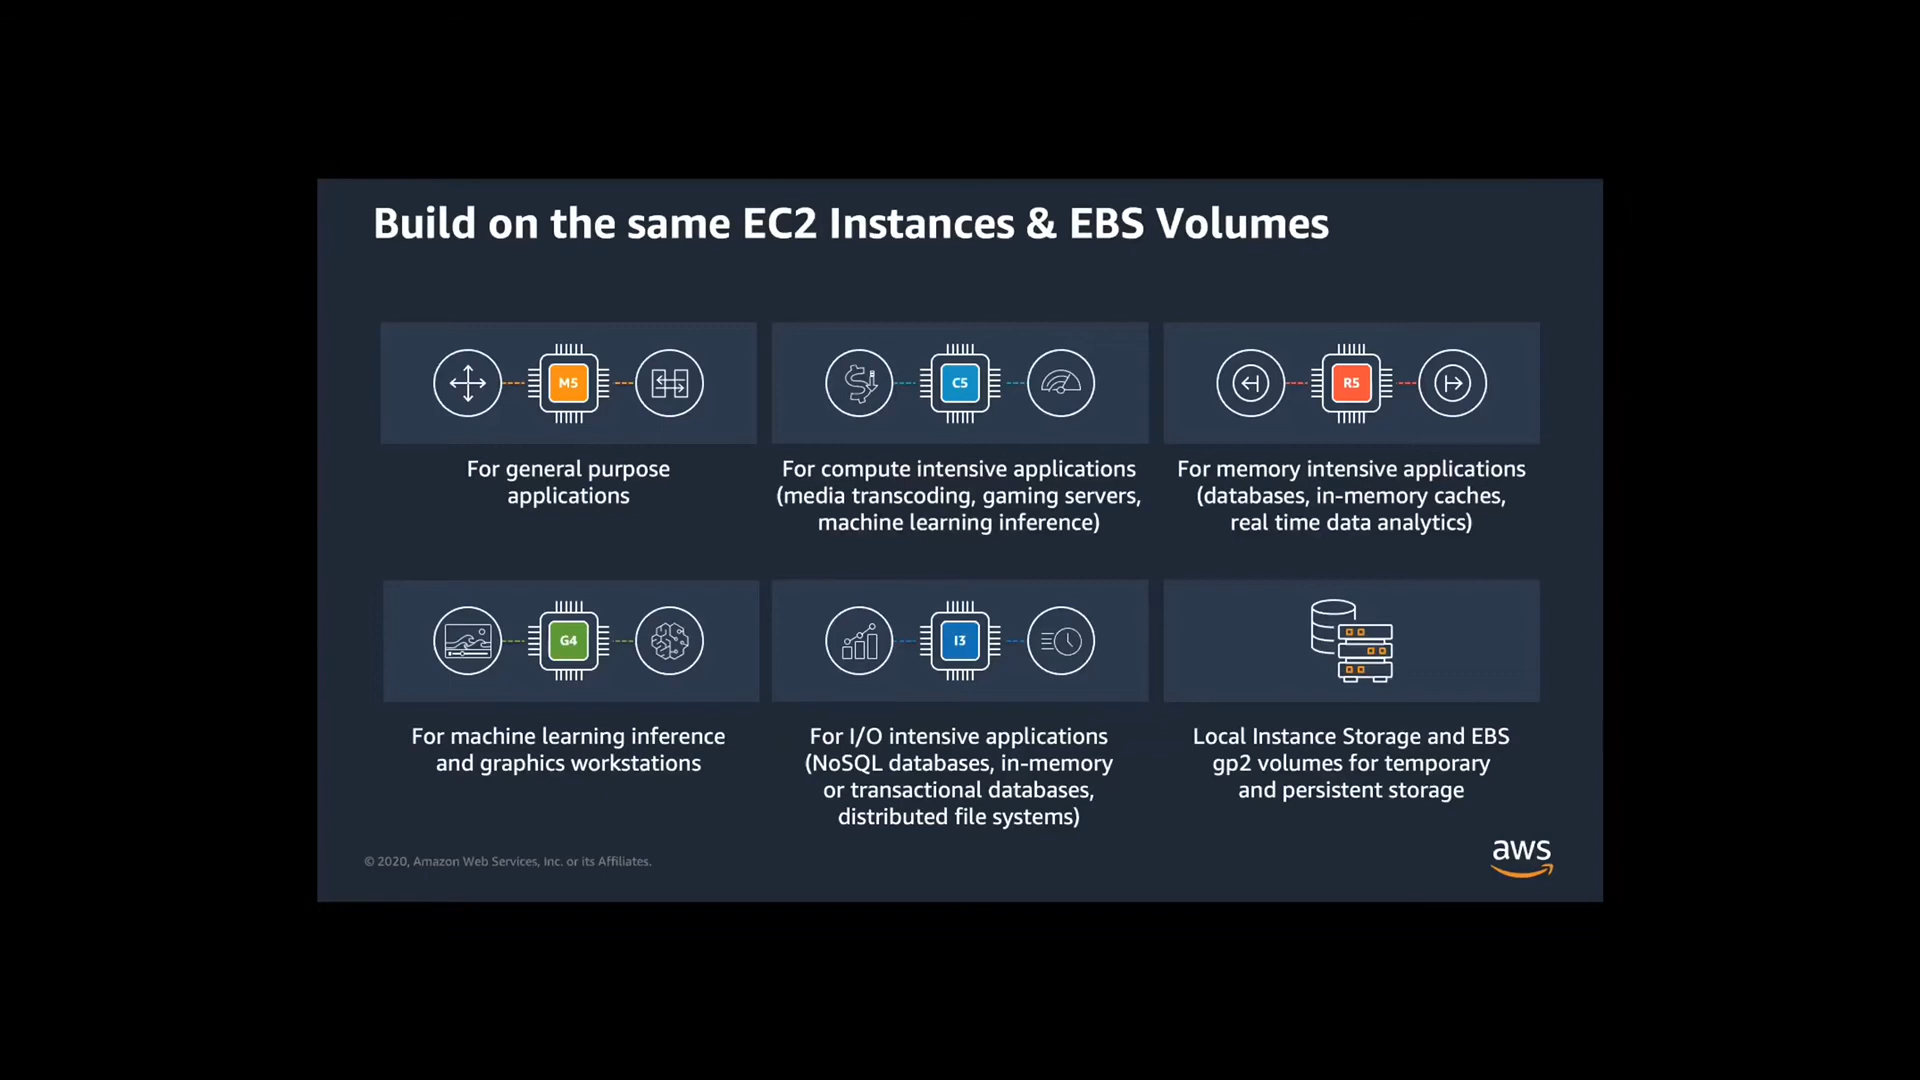 Build on the same EC2 Instances & EBS Volumes
M5
C5
R5
For general purpose
applications
For compute intensive applications
(media transcoding, gaming servers,
machine learning inference)
For memory intensive applications
(databases, in-memory caches,
real time data analytics)
G4
I3
For machine learning inference
and graphics workstations
For I/O intensive applications
(NoSQL databases, in-memory
or transactional databases,
distributed file systems)
Local Instance Storage and EBS
gp2 volumes for temporary
and persistent storage
© 2020, Amazon Web Services, Inc. or its Affiliates.
aws